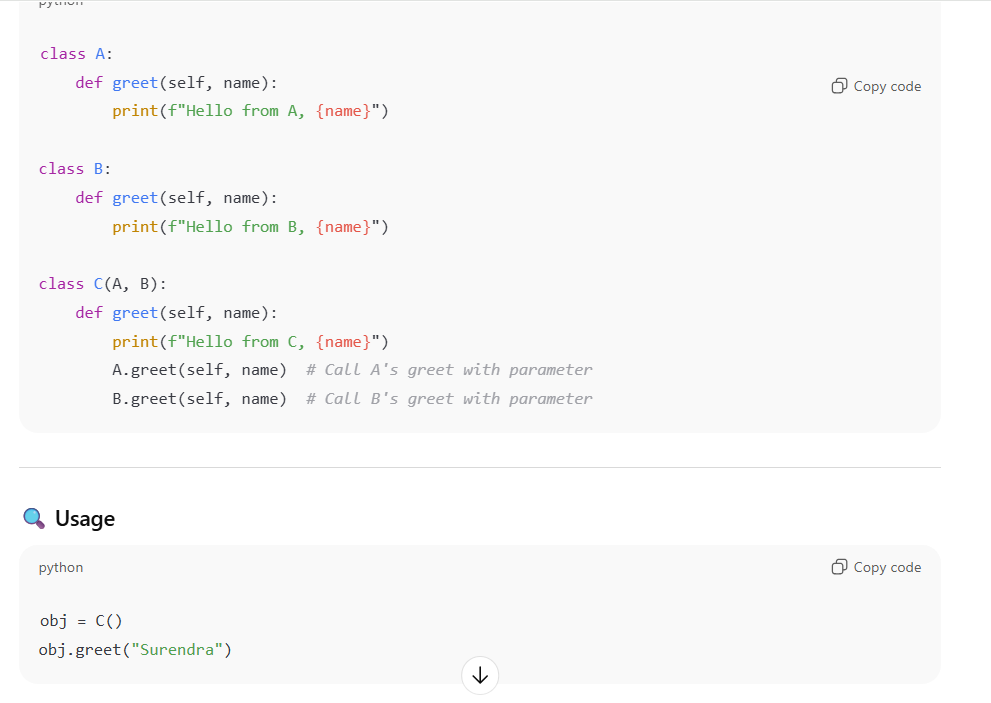 python
class A:
    def greet(self, name):
Copy code
        print(f"Hello from A, {name}")
class B:
    def greet(self, name):
        print(f"Hello from B, {name}")
class C(A, B):
    def greet(self, name):
        print(f"Hello from C, {name}")
        A.greet(self, name)  # Call A's greet with parameter
        B.greet(self, name)  # Call B's greet with parameter
Usage
python
Copy code
obj = C()
obj.greet("Surendra")